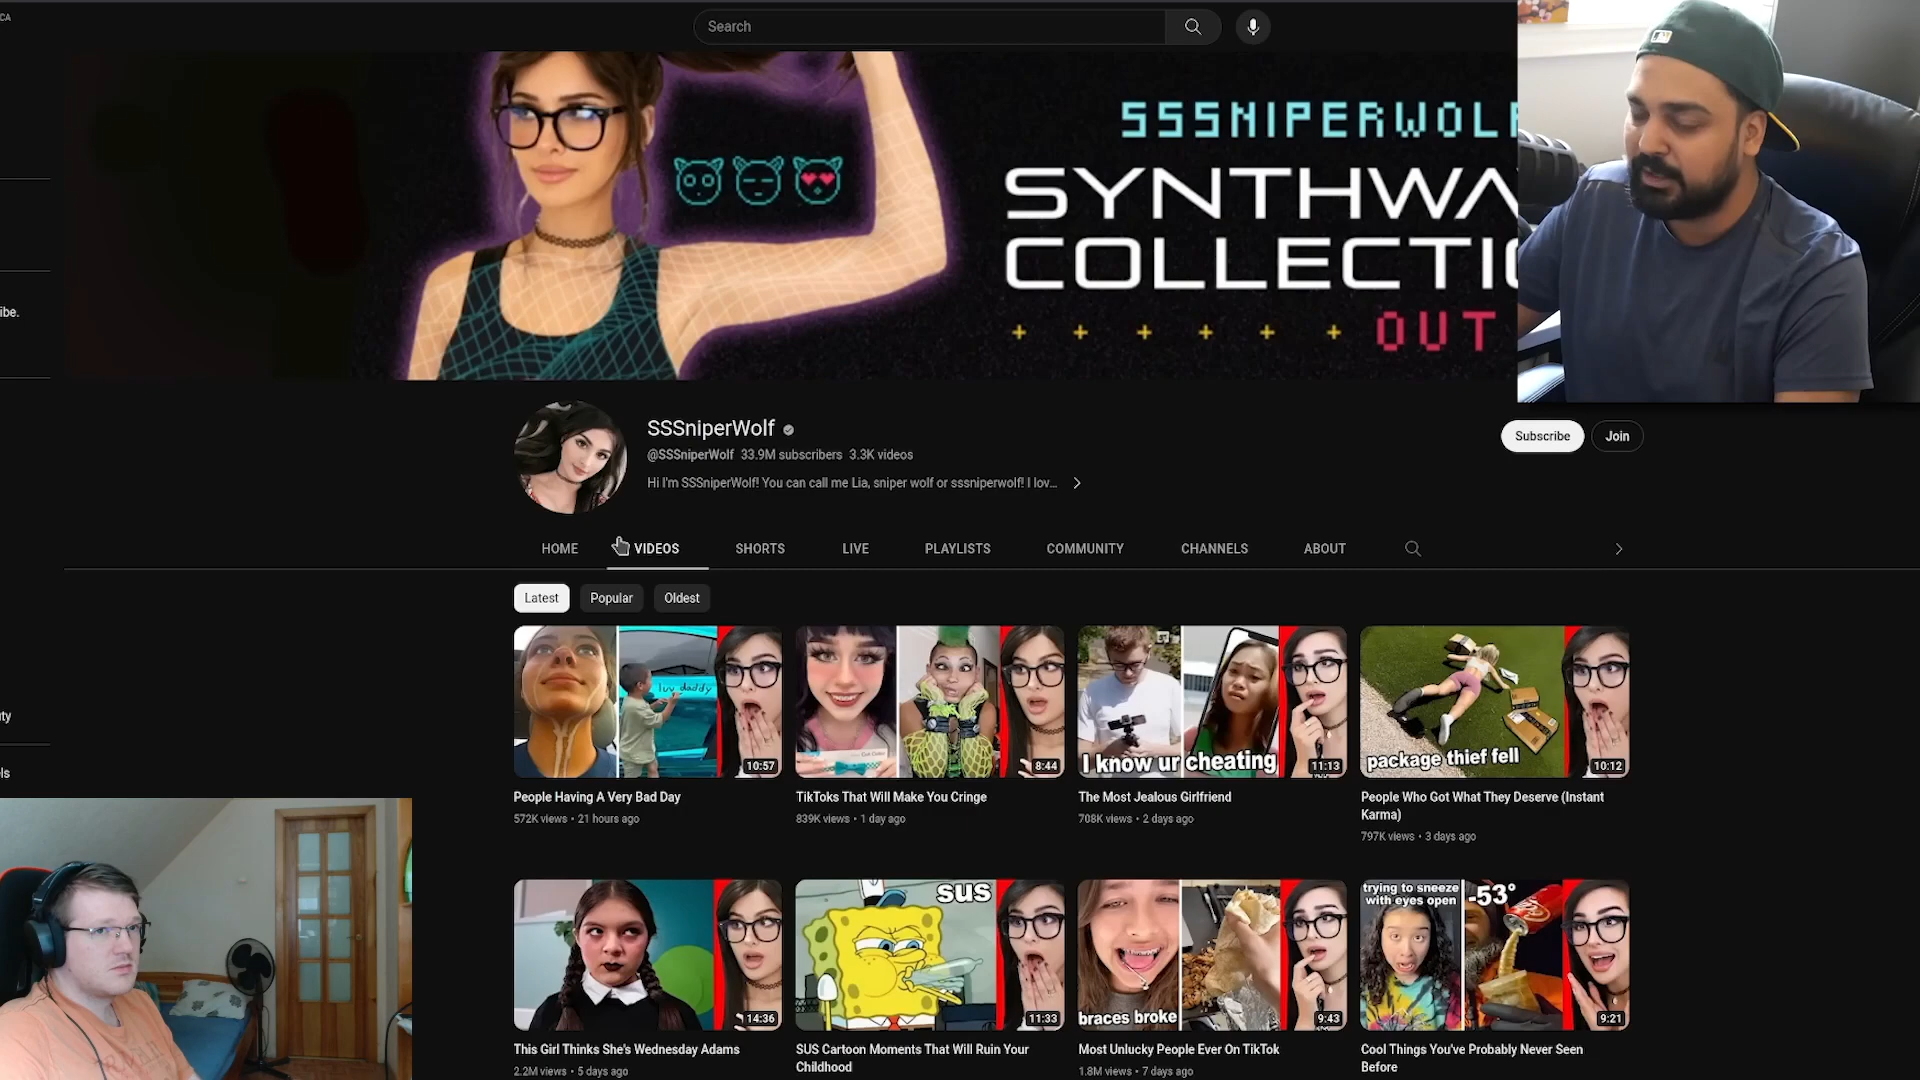 CA
Search
SSSNIPERWOLF
SYNTHWA
COLLECTIO
OUT
ibe.
SSSniperWolf
@SSSniperWolf 33.9M subscribers 3.3K videos
Hi I'm SSSniperWolf! You can call me Lia, sniper wolf or sssniperwolf! I lov...
Subscribe
Join
HOME
VIDEOS
SHORTS
LIVE
PLAYLISTS
COMMUNITY
CHANNELS
ABOUT
Latest
Popular
Oldest
luv daddy
10:57
8:44
I know ur cheating
11:13
package thief fell
10:12
ty
ls
People Having A Very Bad Day
572K views • 21 hours ago
TikToks That Will Make You Cringe
839K views • 1 day ago
The Most Jealous Girlfriend
708K views • 2 days ago
People Who Got What They Deserve (Instant
Karma)
797K views • 3 days ago
14:36
sus
11:33
braces broke
9:43
trying to sneeze
with eyes open
-53°
9:21
This Girl Thinks She's Wednesday Adams
2.2M views • 5 days ago
SUS Cartoon Moments That Will Ruin Your
Childhood
Most Unlucky People Ever On TikTok
1.8M views • 7 days ago
Cool Things You've Probably Never Seen
Before